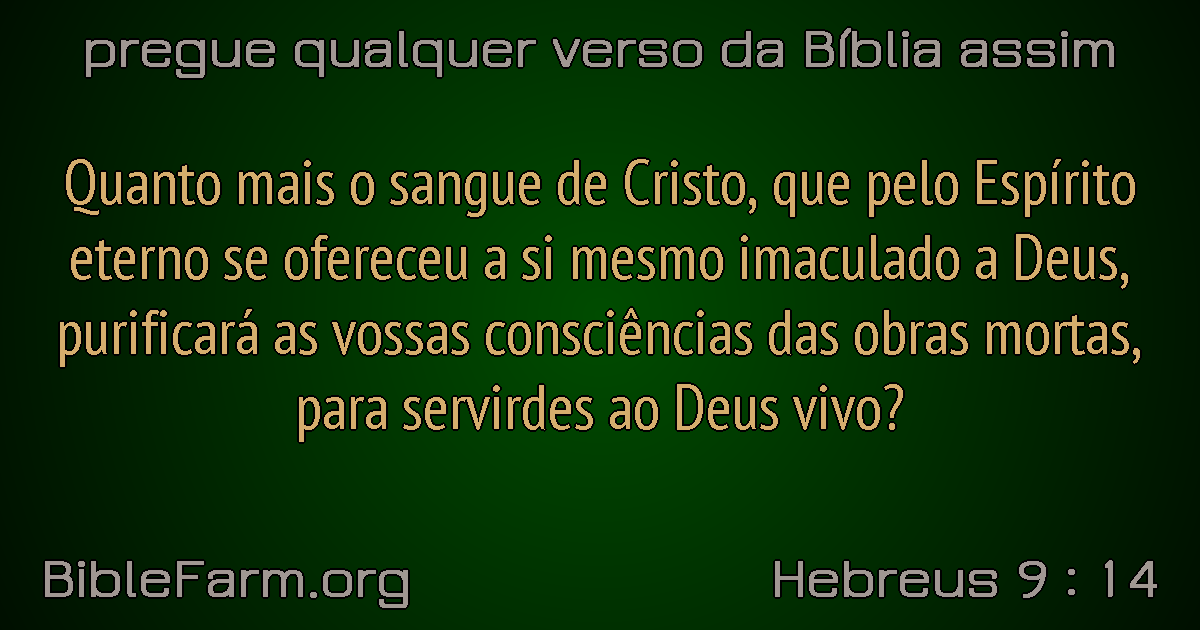 pregue qualquer verso da Bíblia assim
Quanto mais o sangue de Cristo, que pelo Espírito
eterno se ofereceu a si mesmo imaculado a Deus,
purificará as vossas consciências das obras mortas,
para servirdes ao Deus vivo?
BibleFarm.org
Hebreus 9 : 14